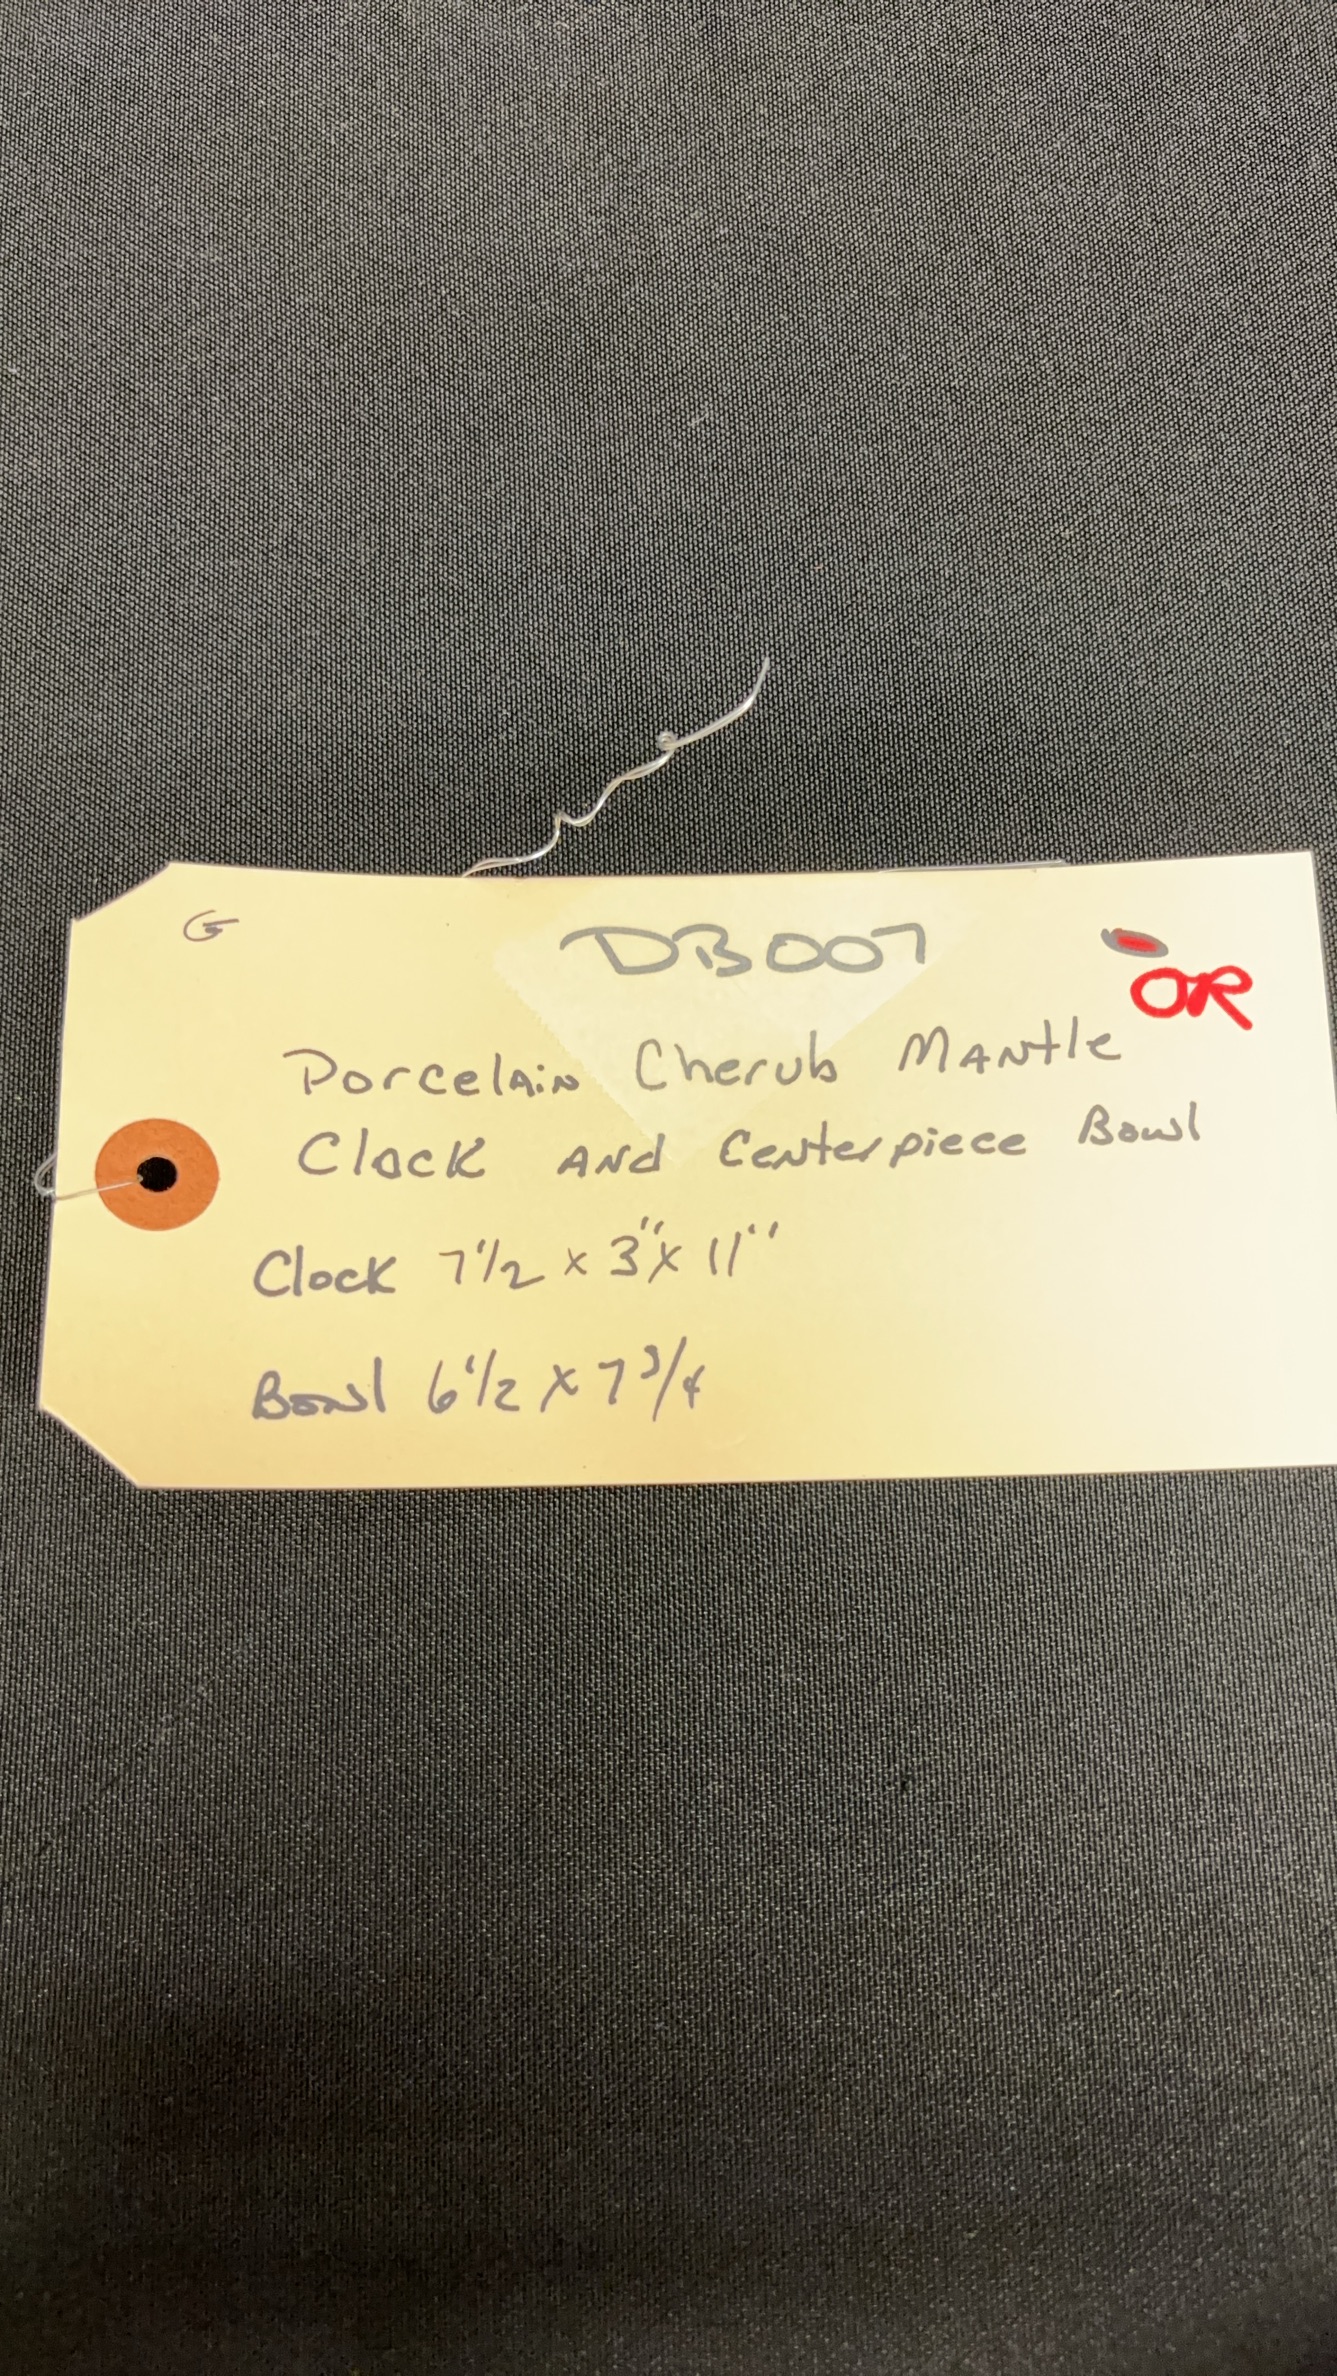 G DB007
OR
Porcelain Cherub Mantle
Clock and Centerpiece Bowl
Clock 7 1/2 x 3" x 11"
Bowl 6 1/2 x 7 3/4